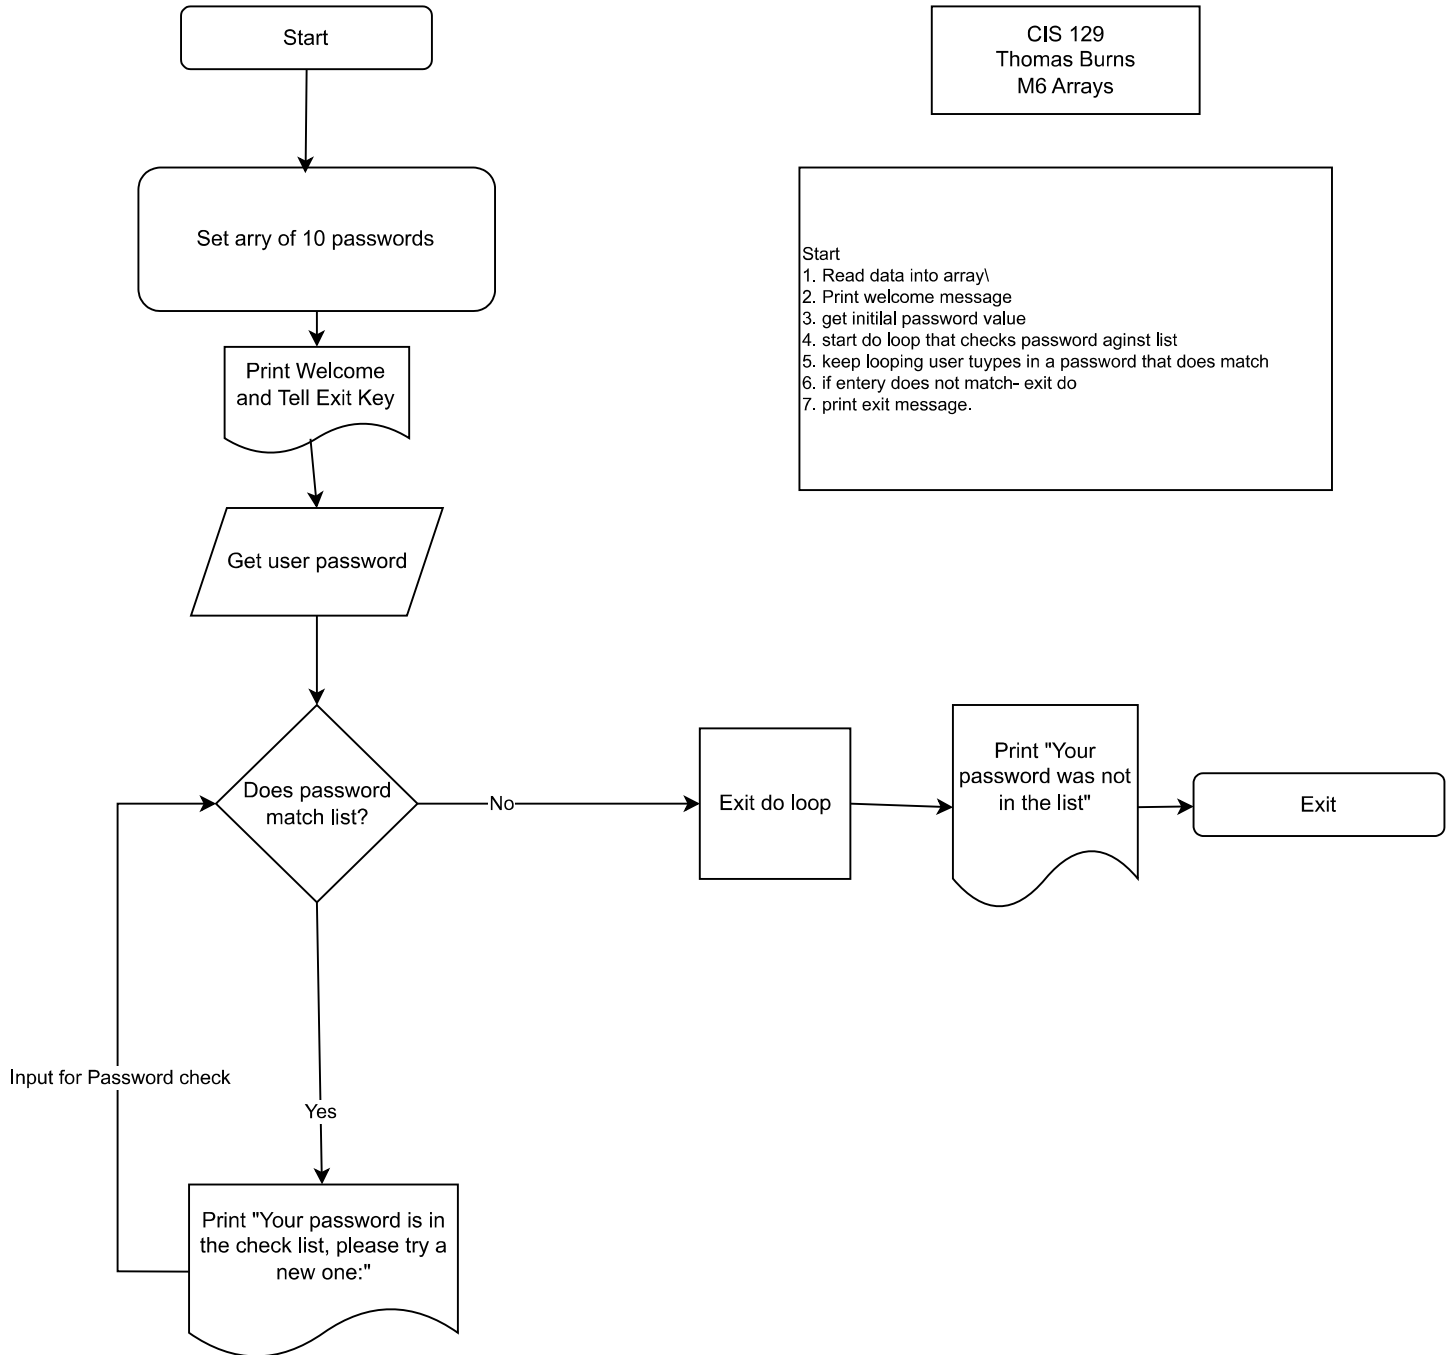 Start
CIS 129
Thomas Burns
M6 Arrays
Set arry of 10 passwords
Start
1. Read data into array\
2. Print welcome message
3. get initilal password value
4. start do loop that checks password aginst list
5. keep looping user tuypes in a password that does match
6. if entery does not match- exit do
7. print exit message.
Print Welcome
and Tell Exit Key
Get user password
Does password
match list?
No
Exit do loop
Print "Your
password was not
in the list"
Exit
Input for Password check
Yes
Print "Your password is in
the check list, please try a
new one:"